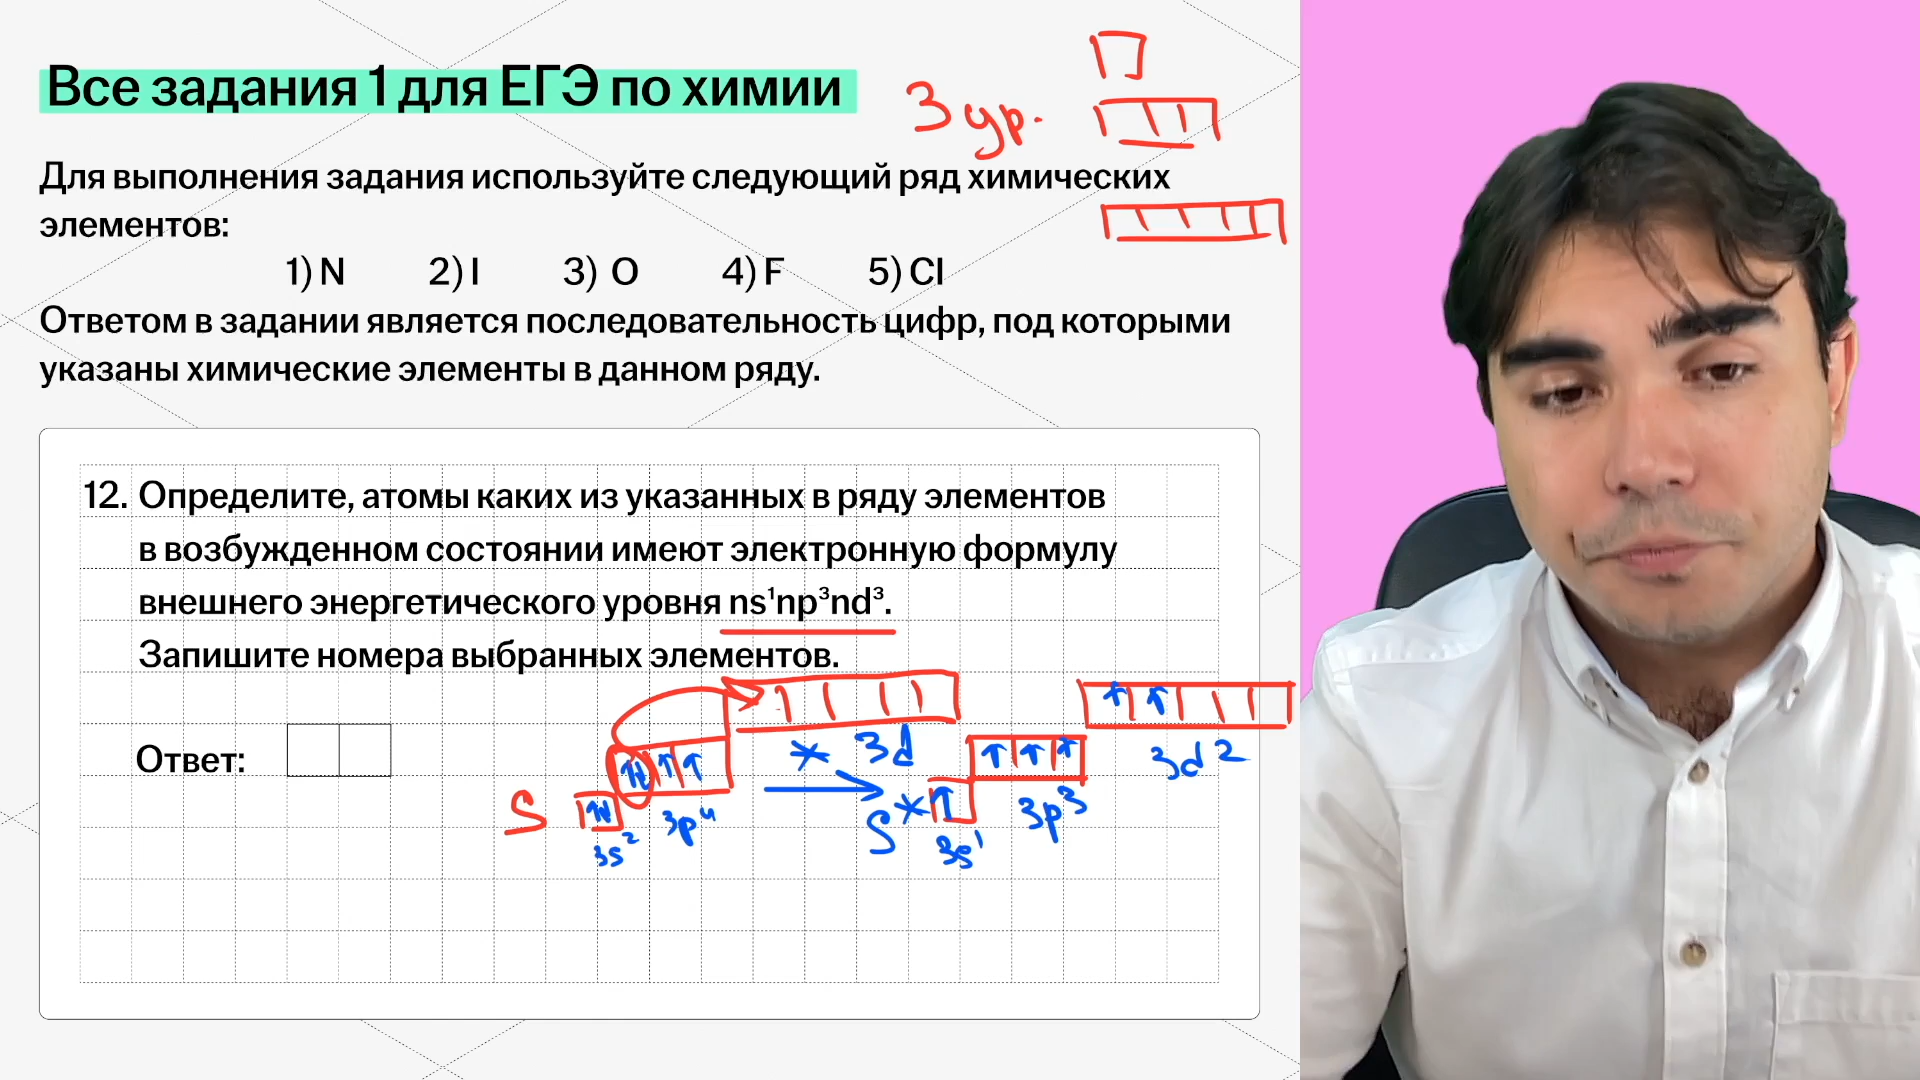 Все задания 1 для ЕГЭ по химии
3 ур.
Для выполнения задания используйте следующий ряд химических
элементов:
1) N 2) I 3) O 4) F 5) Cl
Ответом в задании является последовательность цифр, под которыми
указаны химические элементы в данном ряду.
12. Определите, атомы каких из указанных в ряду элементов
в возбужденном состоянии имеют электронную формулу
внешнего энергетического уровня ns¹np³nd³.
Запишите номера выбранных элементов.
Ответ:
S 3s² 3p⁴ * 3d S* 3s¹ 3p³ 3d²